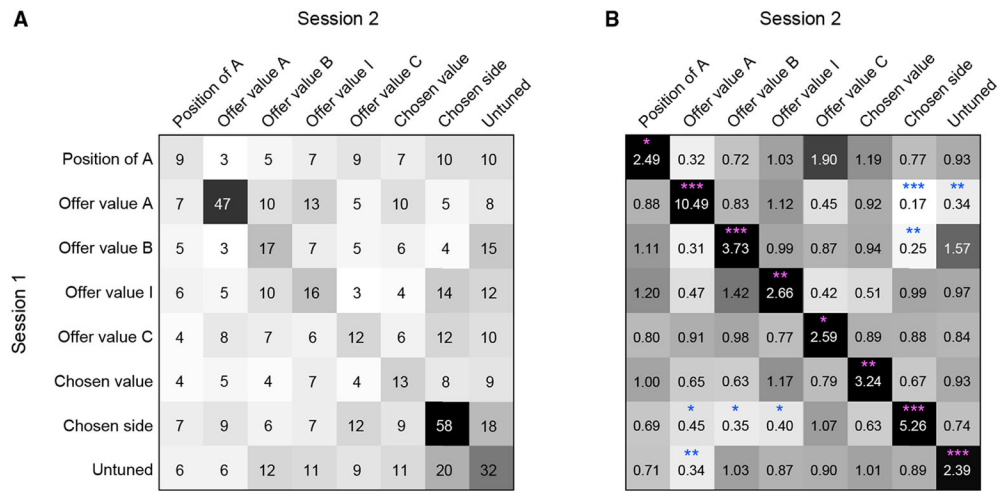 A
Session 2
Position of A
Offer value A
Offer value B
Offer value I
Offer value C
Chosen value
Chosen side
Untuned
Session 1
Position of A 9 3 5 7 9 7 10 10
Offer value A 7 47 10 13 5 10 5 8
Offer value B 5 3 17 7 5 6 4 15
Offer value I 6 5 10 16 3 4 14 12
Offer value C 4 8 7 6 12 6 12 10
Chosen value 4 5 4 7 4 13 8 9
Chosen side 7 9 6 7 12 9 58 18
Untuned 6 6 12 11 9 11 20 32
B
Session 2
Position of A
Offer value A
Offer value B
Offer value I
Offer value C
Chosen value
Chosen side
Untuned
*
2.49 0.32 0.72 1.03 1.90 1.19 0.77 0.93
*** *** **
0.88 10.49 0.83 1.12 0.45 0.92 0.17 0.34
*** **
1.11 0.31 3.73 0.99 0.87 0.94 0.25 1.57
**
1.20 0.47 1.42 2.66 0.42 0.51 0.99 0.97
*
0.80 0.91 0.98 0.77 2.59 0.89 0.88 0.84
**
1.00 0.65 0.63 1.17 0.79 3.24 0.67 0.93
* * * ***
0.69 0.45 0.35 0.40 1.07 0.63 5.26 0.74
** ***
0.71 0.34 1.03 0.87 0.90 1.01 0.89 2.39